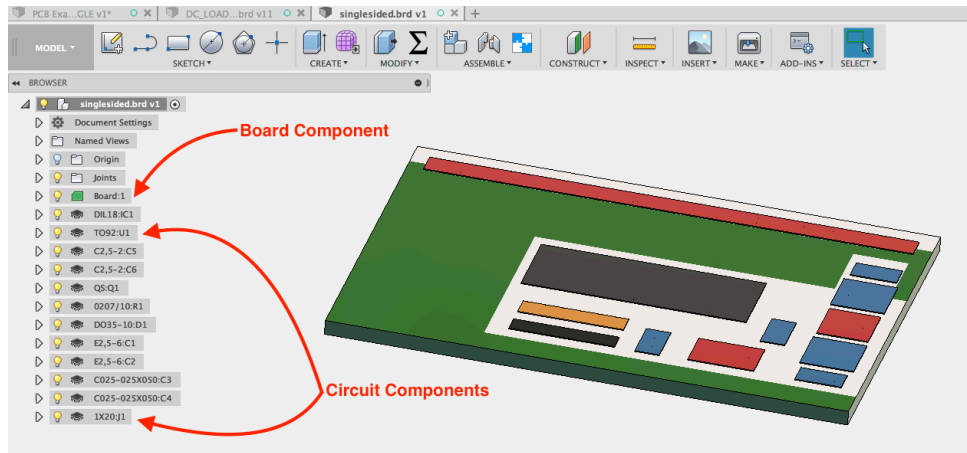 PCB Exa...GLE v1*
DC_LOAD...brd v11
singlesided.brd v1
MODEL
SKETCH
CREATE
MODIFY
ASSEMBLE
CONSTRUCT
INSPECT
INSERT
MAKE
ADD-INS
SELECT
BROWSER
singlesided.brd v1
Document Settings
Named Views
Origin
Joints
Board:1
DIL18:IC1
TO92:U1
C2,5-2:C5
C2,5-2:C6
QS:Q1
0207/10:R1
DO35-10:D1
E2,5-6:C1
E2,5-6:C2
C025-025X050:C3
C025-025X050:C4
1X20:J1
Board Component
Circuit Components